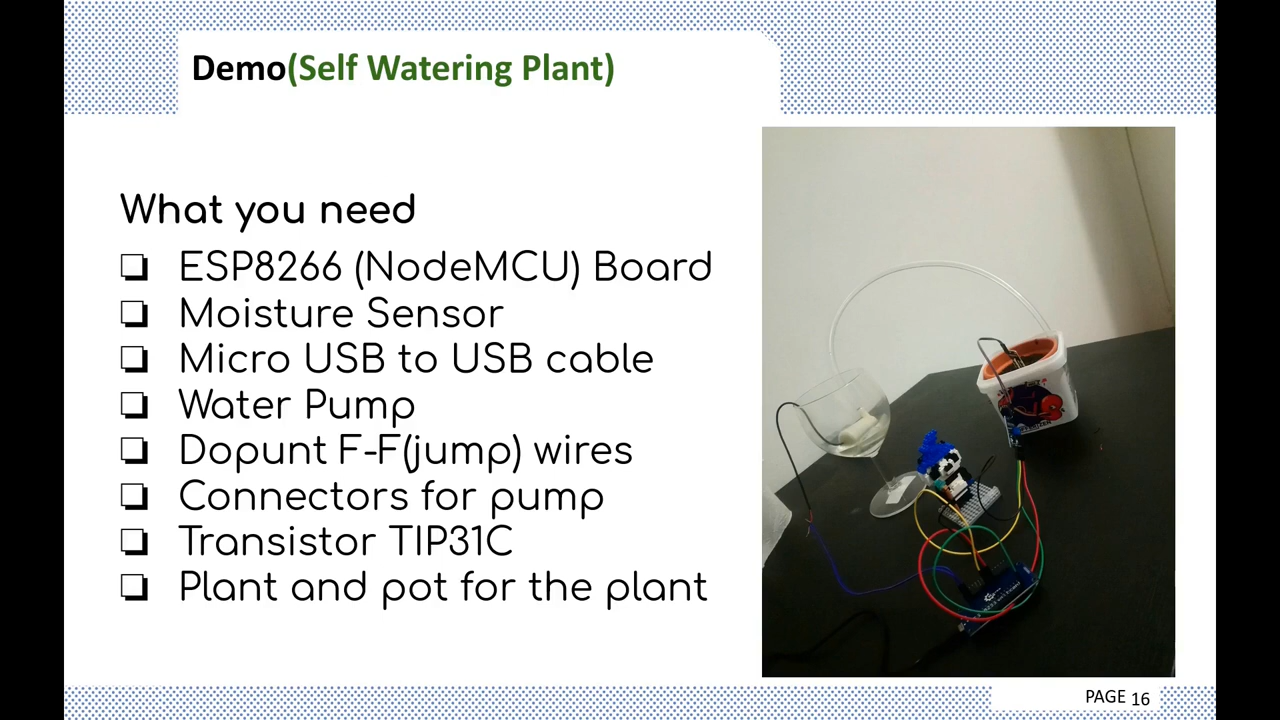 Demo(Self Watering Plant)
What you need
❏ ESP8266 (NodeMCU) Board
❏ Moisture Sensor
❏ Micro USB to USB cable
❏ Water Pump
❏ Dopunt F-F(jump) wires
❏ Connectors for pump
❏ Transistor TIP31C
❏ Plant and pot for the plant
PAGE 16